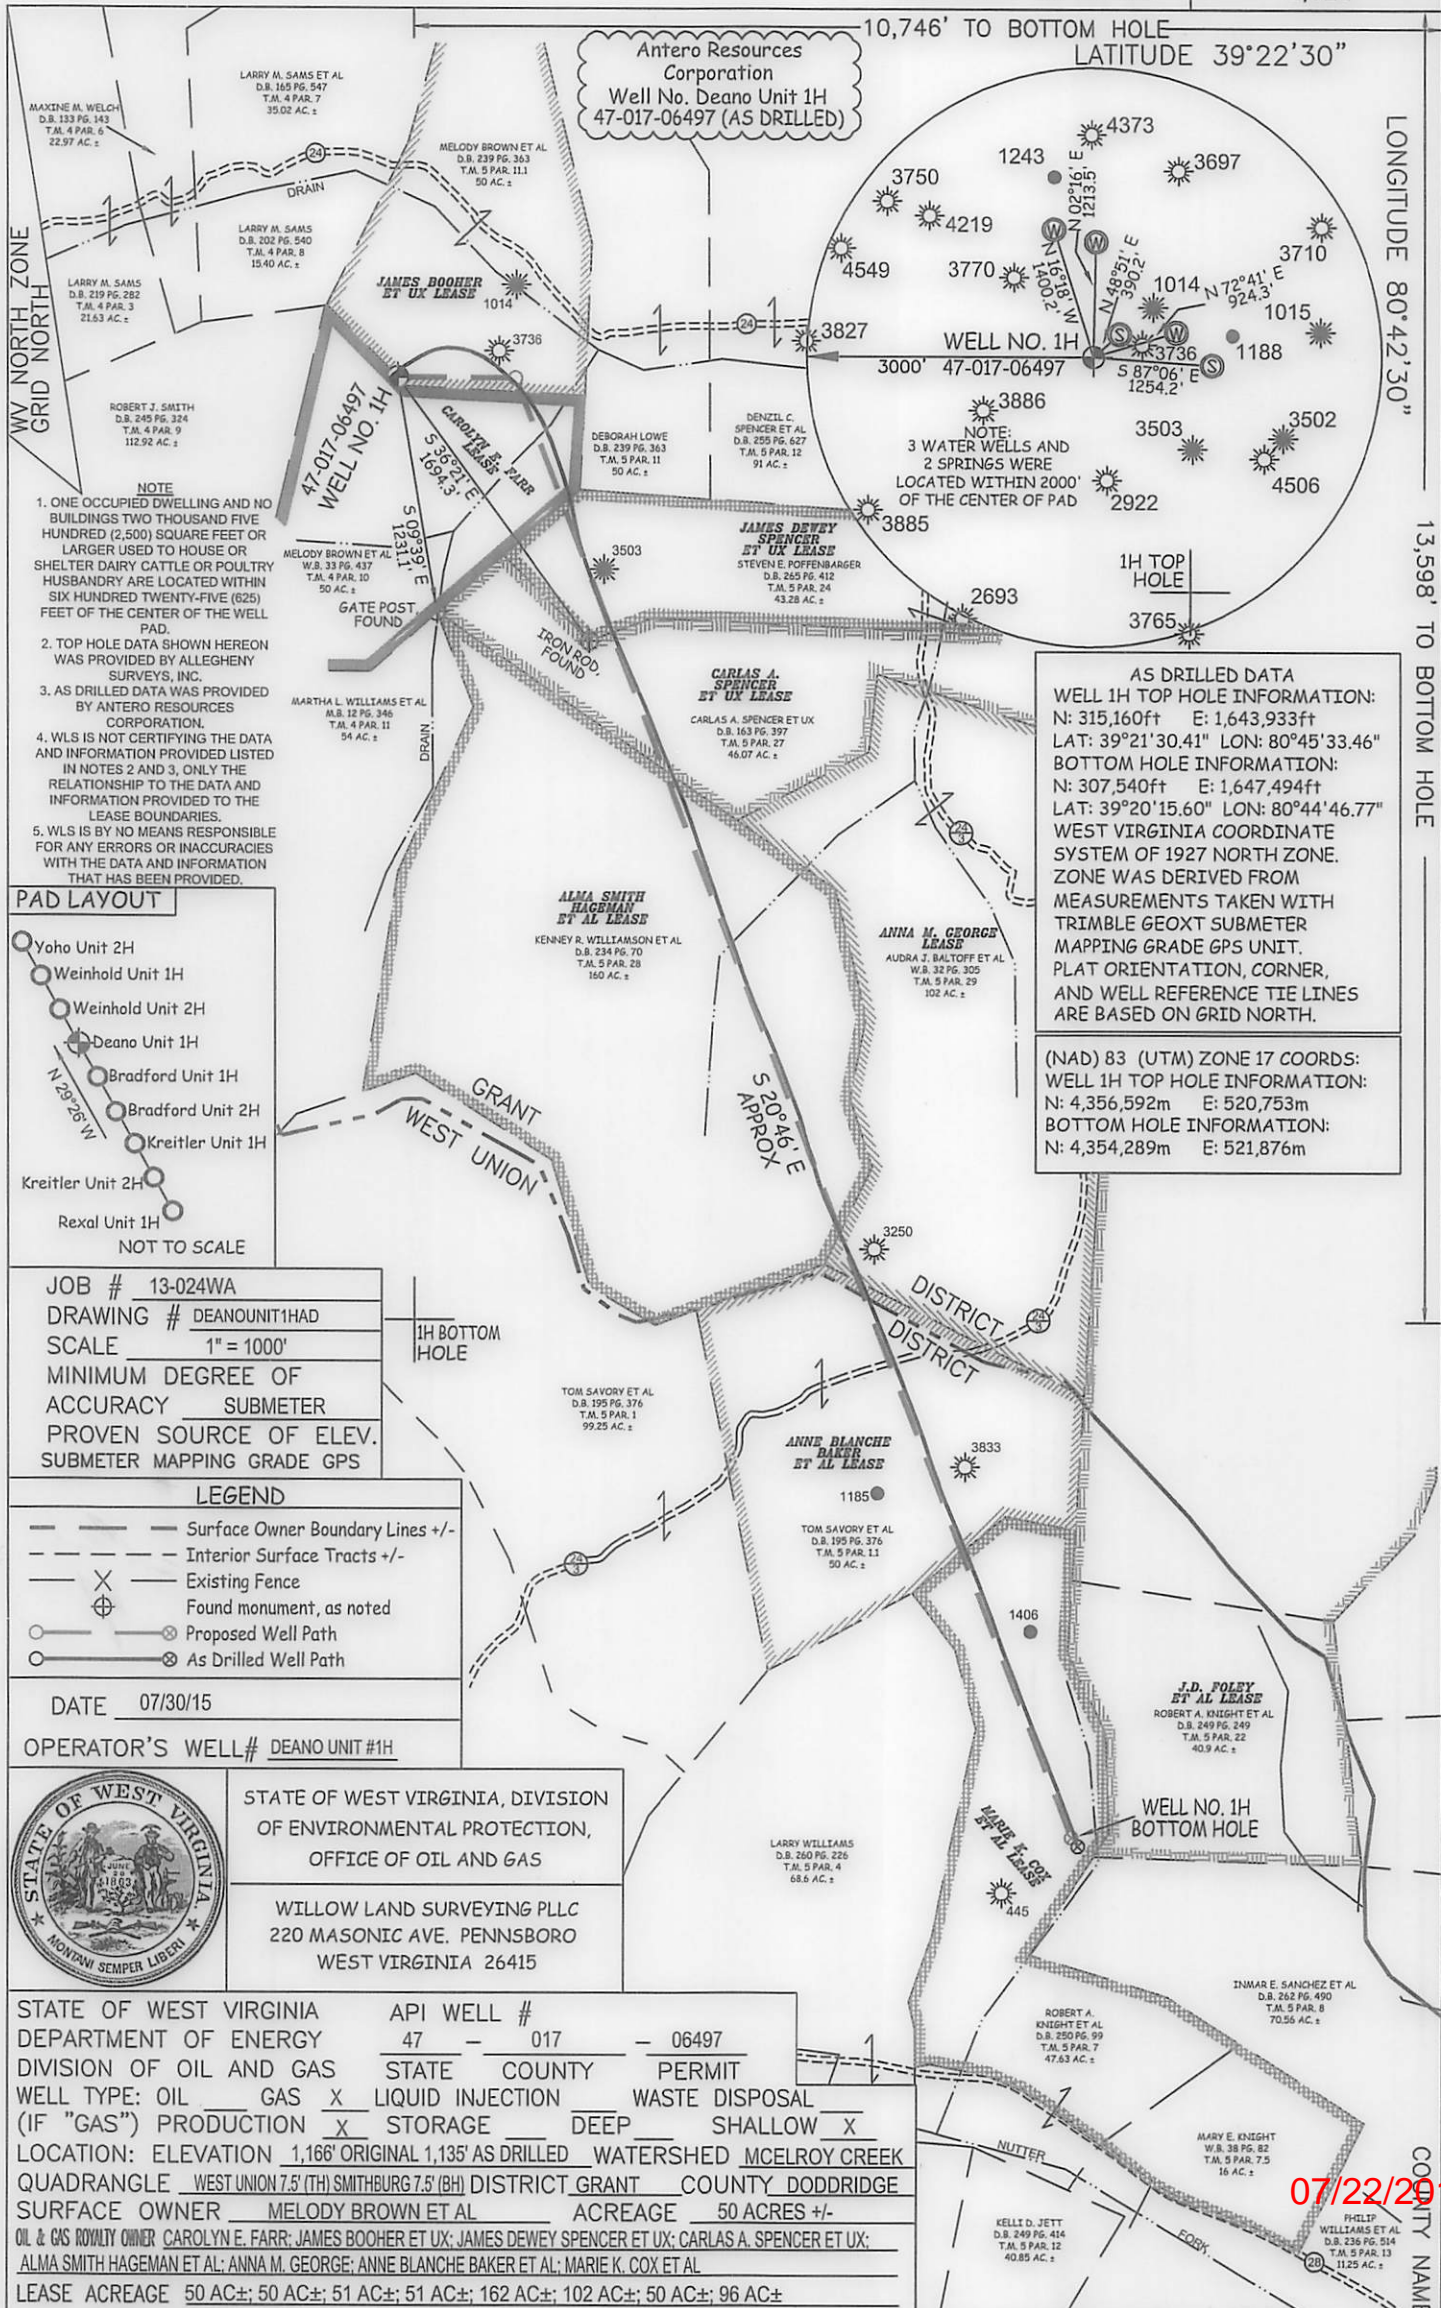 10,746' TO BOTTOM HOLE
LATITUDE 39°22'30"
Antero Resources
Corporation
Well No. Deano Unit 1H
47-017-06497 (AS DRILLED)
LONGITUDE 80°42'30"
13,598' TO BOTTOM HOLE
WV NORTH ZONE
GRID NORTH
MAXINE M. WELCH
D.B. 133 PG. 143
T.M. 4 PAR. 6
22.97 AC. ±
LARRY M. SAMS ET AL
D.B. 165 PG. 547
T.M. 4 PAR. 7
35.02 AC. ±
24
DRAIN
MELODY BROWN ET AL
D.B. 239 PG. 363
T.M. 5 PAR. 11.1
50 AC. ±
LARRY M. SAMS
D.B. 202 PG. 540
T.M. 4 PAR. 8
15.40 AC. ±
LARRY M. SAMS
D.B. 219 PG. 282
T.M. 4 PAR. 3
21.63 AC. ±
JAMES BOOHER
ET UX LEASE
1014
3736
24
ROBERT J. SMITH
D.B. 245 PG. 324
T.M. 4 PAR. 9
112.92 AC. ±
47-017-06497
WELL NO. 1H
CAROLYN E. FARR
LEASE
S 36°21' E
1694.3'
S 09°39' E
1231.1'
DEBORAH LOWE
D.B. 239 PG. 363
T.M. 5 PAR. 11
50 AC. ±
DENZIL C.
SPENCER ET AL
D.B. 255 PG. 627
T.M. 5 PAR. 12
91 AC. ±
4373
1243
3697
3750
4219
N 02°16' E
1213.5'
W
W
3710
4549
3770
N 16°18' W
1400.2'
N 48°51' E
390.2'
1014
N 72°41' E
924.3'
1015
3827
WELL NO. 1H
S
W
3736
1188
3000'
47-017-06497
S 87°06' E
1254.2'
S
3886
NOTE:
3 WATER WELLS AND
2 SPRINGS WERE
LOCATED WITHIN 2000'
OF THE CENTER OF PAD
3503
3502
4506
2922
3885
1H TOP
HOLE
2693
3765
NOTE
1. ONE OCCUPIED DWELLING AND NO
BUILDINGS TWO THOUSAND FIVE
HUNDRED (2,500) SQUARE FEET OR
LARGER USED TO HOUSE OR
SHELTER DAIRY CATTLE OR POULTRY
HUSBANDRY ARE LOCATED WITHIN
SIX HUNDRED TWENTY-FIVE (625)
FEET OF THE CENTER OF THE WELL
PAD.
2. TOP HOLE DATA SHOWN HEREON
WAS PROVIDED BY ALLEGHENY
SURVEYS, INC.
3. AS DRILLED DATA WAS PROVIDED
BY ANTERO RESOURCES
CORPORATION.
4. WLS IS NOT CERTIFYING THE DATA
AND INFORMATION PROVIDED LISTED
IN NOTES 2 AND 3, ONLY THE
RELATIONSHIP TO THE DATA AND
INFORMATION PROVIDED TO THE
LEASE BOUNDARIES.
5. WLS IS BY NO MEANS RESPONSIBLE
FOR ANY ERRORS OR INACCURACIES
WITH THE DATA AND INFORMATION
THAT HAS BEEN PROVIDED.
MELODY BROWN ET AL
W.B. 33 PG. 437
T.M. 4 PAR. 10
50 AC. ±
GATE POST
FOUND
3503
IRON ROD,
FOUND
JAMES DEWEY
SPENCER
ET UX LEASE
STEVEN E. POFFENBARGER
D.B. 265 PG. 412
T.M. 5 PAR. 24
43.28 AC. ±
MARTHA L. WILLIAMS ET AL
M.B. 12 PG. 346
T.M. 4 PAR. 11
54 AC. ±
DRAIN
CARLAS A.
SPENCER
ET UX LEASE
CARLAS A. SPENCER ET UX
D.B. 163 PG. 397
T.M. 5 PAR. 27
46.07 AC. ±
24
3
AS DRILLED DATA
WELL 1H TOP HOLE INFORMATION:
N: 315,160ft E: 1,643,933ft
LAT: 39°21'30.41" LON: 80°45'33.46"
BOTTOM HOLE INFORMATION:
N: 307,540ft E: 1,647,494ft
LAT: 39°20'15.60" LON: 80°44'46.77"
WEST VIRGINIA COORDINATE
SYSTEM OF 1927 NORTH ZONE.
ZONE WAS DERIVED FROM
MEASUREMENTS TAKEN WITH
TRIMBLE GEOXT SUBMETER
MAPPING GRADE GPS UNIT.
PLAT ORIENTATION, CORNER,
AND WELL REFERENCE TIE LINES
ARE BASED ON GRID NORTH.
(NAD) 83 (UTM) ZONE 17 COORDS:
WELL 1H TOP HOLE INFORMATION:
N: 4,356,592m E: 520,753m
BOTTOM HOLE INFORMATION:
N: 4,354,289m E: 521,876m
PAD LAYOUT
Yoho Unit 2H
Weinhold Unit 1H
Weinhold Unit 2H
Deano Unit 1H
Bradford Unit 1H
Bradford Unit 2H
Kreitler Unit 1H
Kreitler Unit 2H
Rexal Unit 1H
N 29°26'W
NOT TO SCALE
ALMA SMITH
HAGEMAN
ET AL LEASE
KENNEY R. WILLIAMSON ET AL
D.B. 234 PG. 70
T.M. 5 PAR. 28
160 AC. ±
ANNA M. GEORGE
LEASE
AUDRA J. BALTOFF ET AL
W.B. 32 PG. 305
T.M. 5 PAR. 29
102 AC. ±
GRANT
WEST UNION
S 20°46' E
APPROX
3250
DISTRICT
DISTRICT
24
3
JOB # 13-024WA
DRAWING # DEANOUNIT1HAD
SCALE 1" = 1000'
MINIMUM DEGREE OF
ACCURACY SUBMETER
PROVEN SOURCE OF ELEV.
SUBMETER MAPPING GRADE GPS
1H BOTTOM
HOLE
TOM SAVORY ET AL
D.B. 195 PG. 376
T.M. 5 PAR. 1
99.25 AC. ±
ANNE BLANCHE
BAKER
ET AL LEASE
3833
1185
TOM SAVORY ET AL
D.B. 195 PG. 376
T.M. 5 PAR. 1.1
50 AC. ±
24
3
LEGEND
Surface Owner Boundary Lines +/-
Interior Surface Tracts +/-
X Existing Fence
Found monument, as noted
Proposed Well Path
As Drilled Well Path
DATE 07/30/15
OPERATOR'S WELL# DEANO UNIT #1H
1406
J.D. FOLEY
ET AL LEASE
ROBERT A. KNIGHT ET AL
D.B. 249 PG. 249
T.M. 5 PAR. 22
40.9 AC. ±
WELL NO. 1H
BOTTOM HOLE
MARIE K. COX
ET AL LEASE
445
LARRY WILLIAMS
D.B. 260 PG. 226
T.M. 5 PAR. 4
68.6 AC. ±
STATE OF WEST VIRGINIA
JUNE
20
1863
MONTANI SEMPER LIBERI
STATE OF WEST VIRGINIA, DIVISION
OF ENVIRONMENTAL PROTECTION,
OFFICE OF OIL AND GAS
WILLOW LAND SURVEYING PLLC
220 MASONIC AVE. PENNSBORO
WEST VIRGINIA 26415
INMAR E. SANCHEZ ET AL
D.B. 262 PG. 490
T.M. 5 PAR. 8
70.56 AC. ±
ROBERT A.
KNIGHT ET AL
D.B. 250 PG. 99
T.M. 5 PAR. 7
47.63 AC. ±
MARY E. KNIGHT
W.B. 38 PG. 82
T.M. 5 PAR. 7.5
16 AC. ±
NUTTER
FORK
KELLI D. JETT
D.B. 249 PG. 414
T.M. 5 PAR. 12
40.85 AC. ±
PHILIP
WILLIAMS ET AL
D.B. 236 PG. 514
T.M. 5 PAR. 13
11.25 AC. ±
28
07/22/201
COUNTY NAME
STATE OF WEST VIRGINIA API WELL #
DEPARTMENT OF ENERGY 47 – 017 – 06497
DIVISION OF OIL AND GAS STATE COUNTY PERMIT
WELL TYPE: OIL GAS X LIQUID INJECTION WASTE DISPOSAL
(IF "GAS") PRODUCTION X STORAGE DEEP SHALLOW X
LOCATION: ELEVATION 1,166' ORIGINAL 1,135' AS DRILLED WATERSHED MCELROY CREEK
QUADRANGLE WEST UNION 7.5' (TH) SMITHBURG 7.5' (BH) DISTRICT GRANT COUNTY DODDRIDGE
SURFACE OWNER MELODY BROWN ET AL ACREAGE 50 ACRES +/-
OIL & GAS ROYALTY OWNER CAROLYN E. FARR; JAMES BOOHER ET UX; JAMES DEWEY SPENCER ET UX; CARLAS A. SPENCER ET UX;
ALMA SMITH HAGEMAN ET AL; ANNA M. GEORGE; ANNE BLANCHE BAKER ET AL; MARIE K. COX ET AL
LEASE ACREAGE 50 AC±; 50 AC±; 51 AC±; 51 AC±; 162 AC±; 102 AC±; 50 AC±; 96 AC±